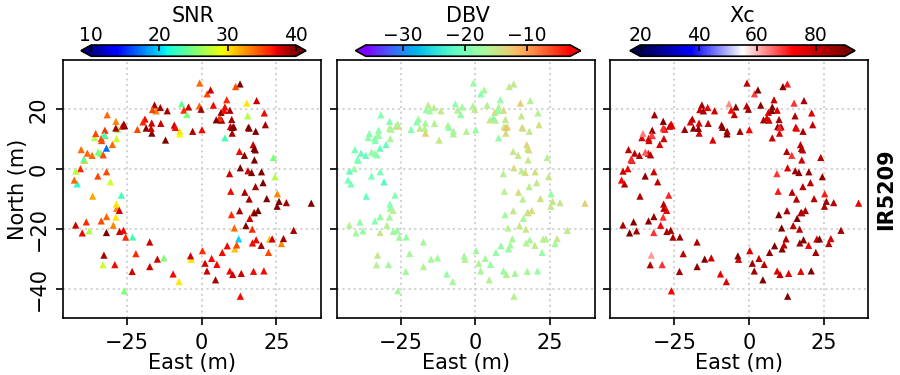 SNR DBV Xc
10 20 30 40 −30 −20 −10 20 40 60 80
20
0
−20
−40
North (m)
IR5209
−25 0 25 −25 0 25 −25 0 25
East (m) East (m) East (m)